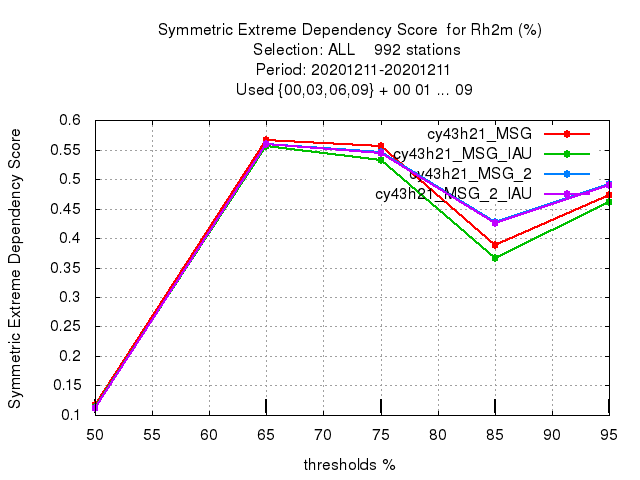 Symmetric Extreme Dependency Score  for Rh2m (%)
Selection: ALL    992 stations
Period: 20201211-20201211
Used {00,03,06,09} + 00 01 ... 09
Symmetric Extreme Dependency Score
0.6
0.55
0.5
0.45
0.4
0.35
0.3
0.25
0.2
0.15
0.1
cy43h21_MSG
cy43h21_MSG_IAU
cy43h21_MSG_2
cy43h21_MSG_2_IAU
50 55 60 65 70 75 80 85 90 95
thresholds %